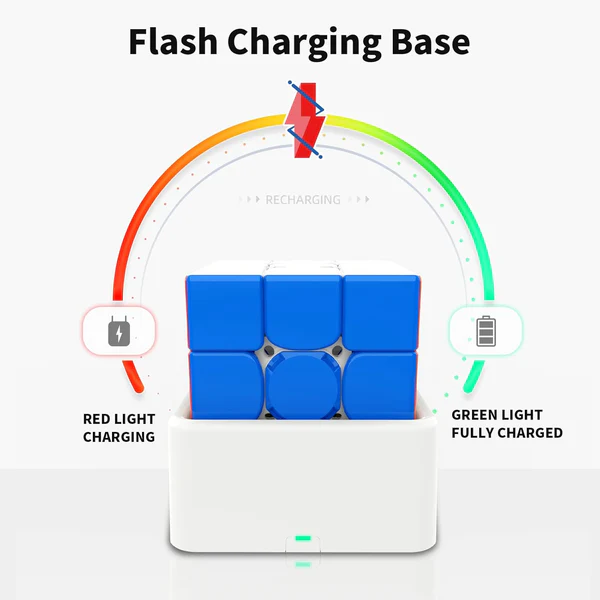 Flash Charging Base
RECHARGING
RED LIGHT
CHARGING
GREEN LIGHT
FULLY CHARGED